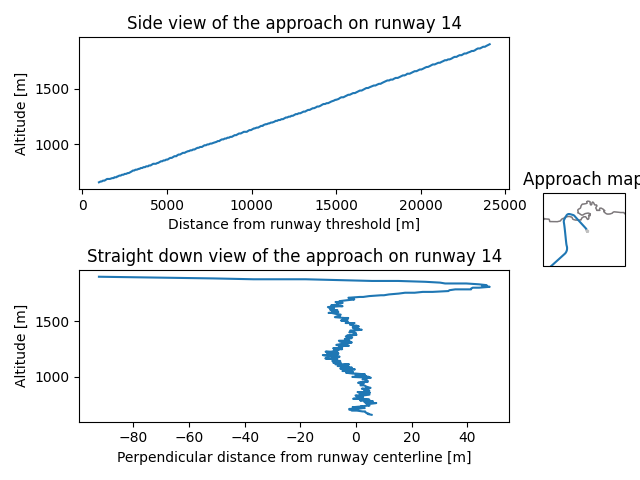 Side view of the approach on runway 14
Altitude [m]
1500
1000
0
5000
10000
15000
20000
25000
Distance from runway threshold [m]
Approach map
Straight down view of the approach on runway 14
Altitude [m]
1500
1000
−80
−60
−40
−20
0
20
40
Perpendicular distance from runway centerline [m]